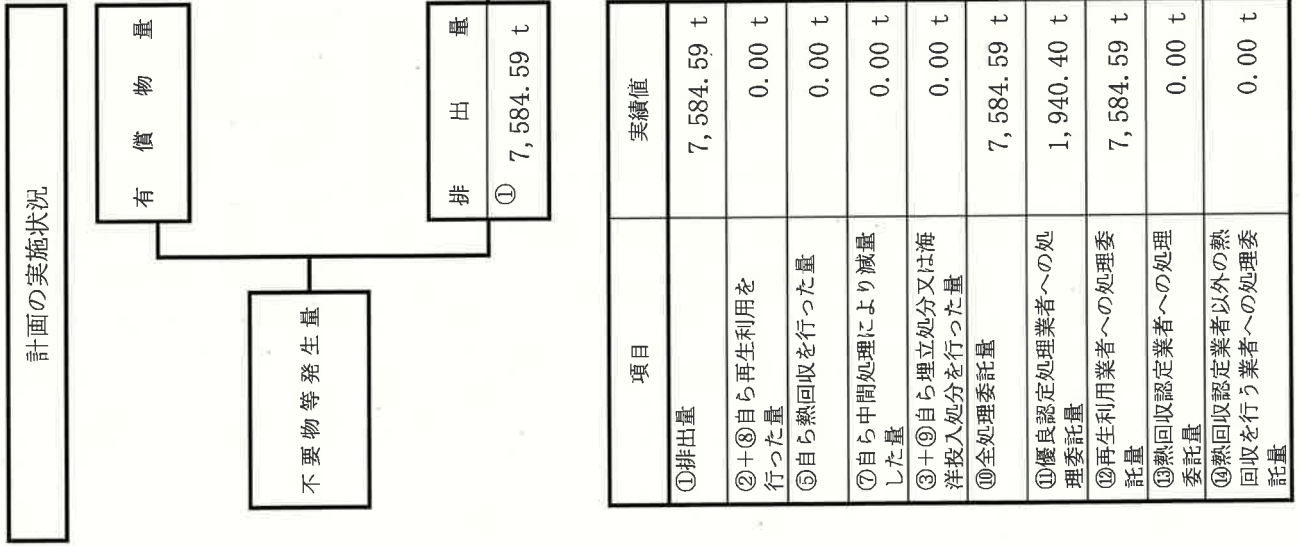 計画の実施状況
有償物量
不要物等発生量
排出量
① 7,584.59 t
項目 実績値
①排出量 7,584.59 t
②+⑧自ら再生利用を
行った量 0.00 t
⑤自ら熱回収を行った量 0.00 t
⑦自ら中間処理により減量
した量 0.00 t
③+⑨自ら埋立処分又は海
洋投入処分を行った量 0.00 t
⑩全処理委託量 7,584.59 t
⑪優良認定処理業者への処
理委託量 1,940.40 t
⑫再生利用業者への処理委
託量 7,584.59 t
⑬熱回収認定業者への処理
委託量 0.00 t
⑭熱回収認定業者以外の熱
回収を行う業者への処理委
託量 0.00 t